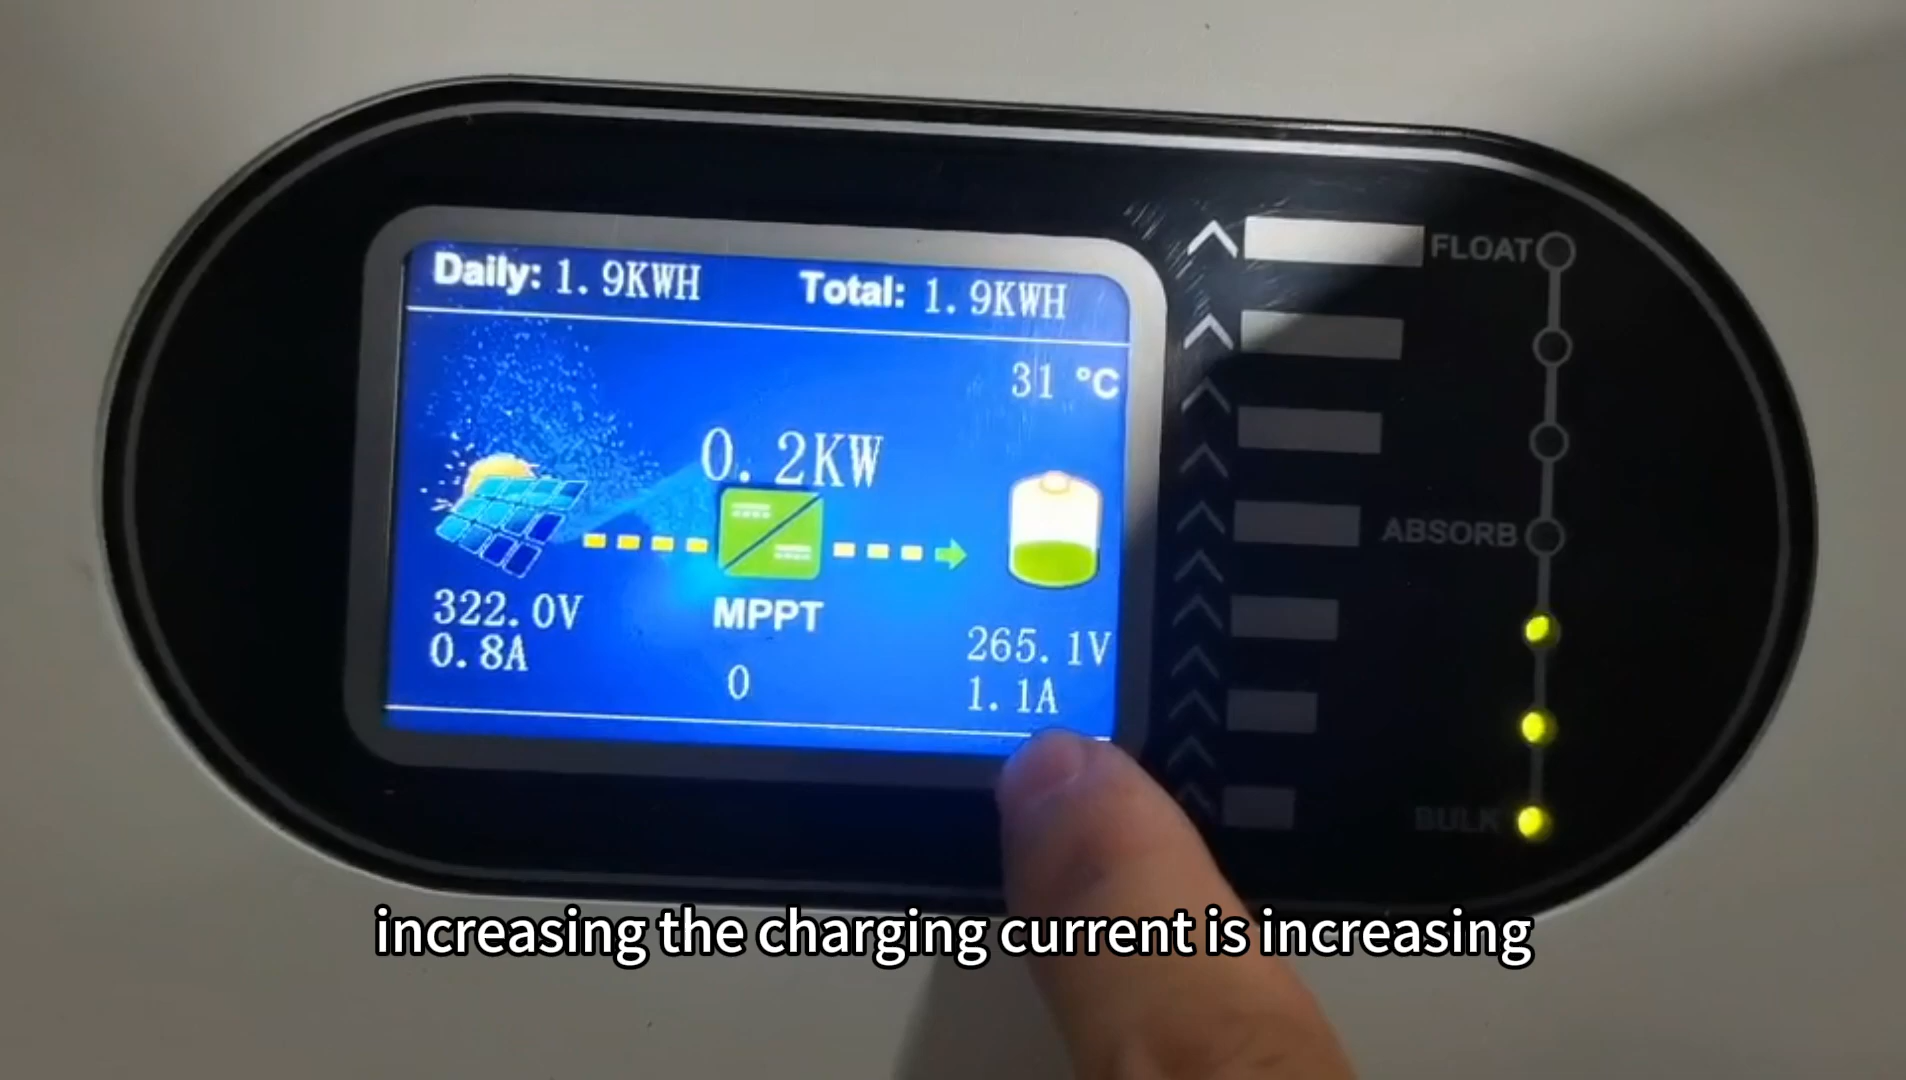 Daily: 1.9KWH Total: 1.9KWH
31 °C
0.2KW
322.0V
0.8A
MPPT
0
265.1V
1.1A
FLOAT
ABSORB
BULK
increasing the charging current is increasing